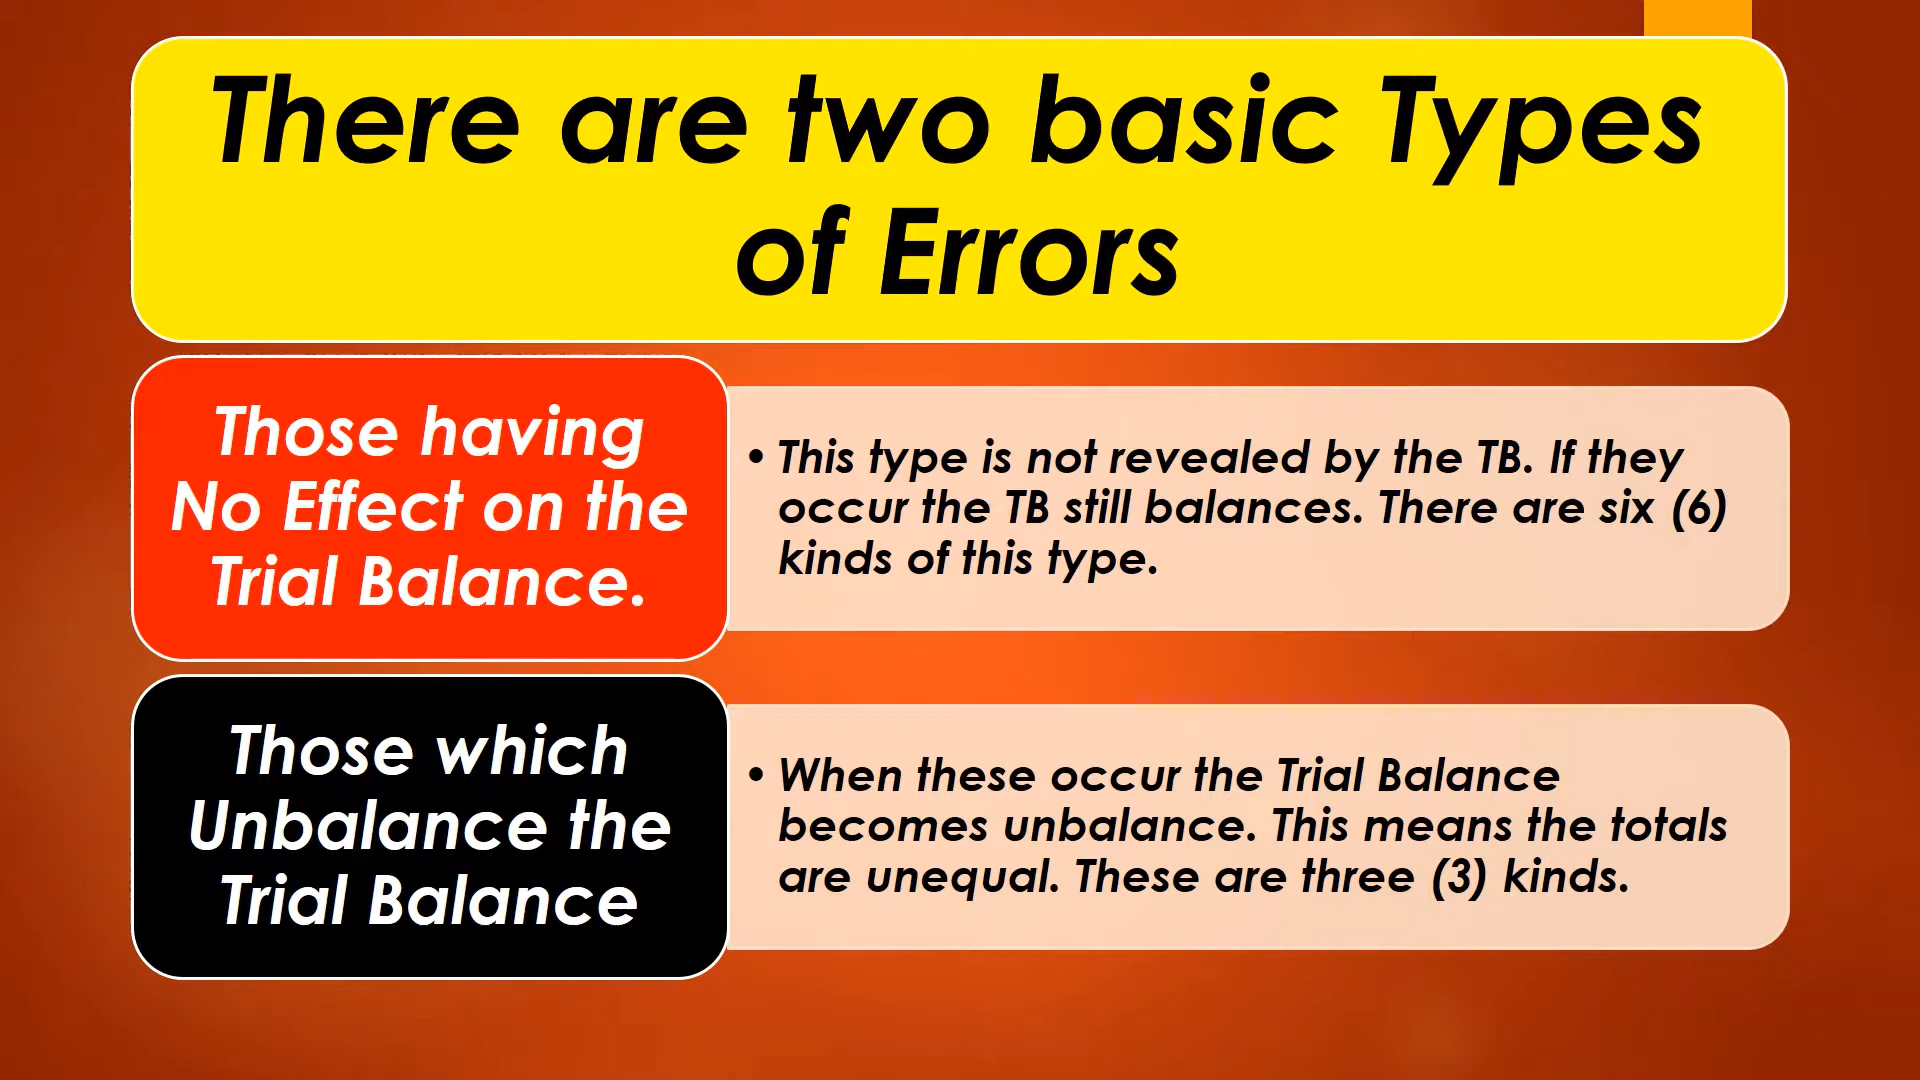 There are two basic Types
of Errors
Those having
No Effect on the
Trial Balance.
• This type is not revealed by the TB. If they
occur the TB still balances. There are six (6)
kinds of this type.
Those which
Unbalance the
Trial Balance
• When these occur the Trial Balance
becomes unbalance. This means the totals
are unequal. These are three (3) kinds.